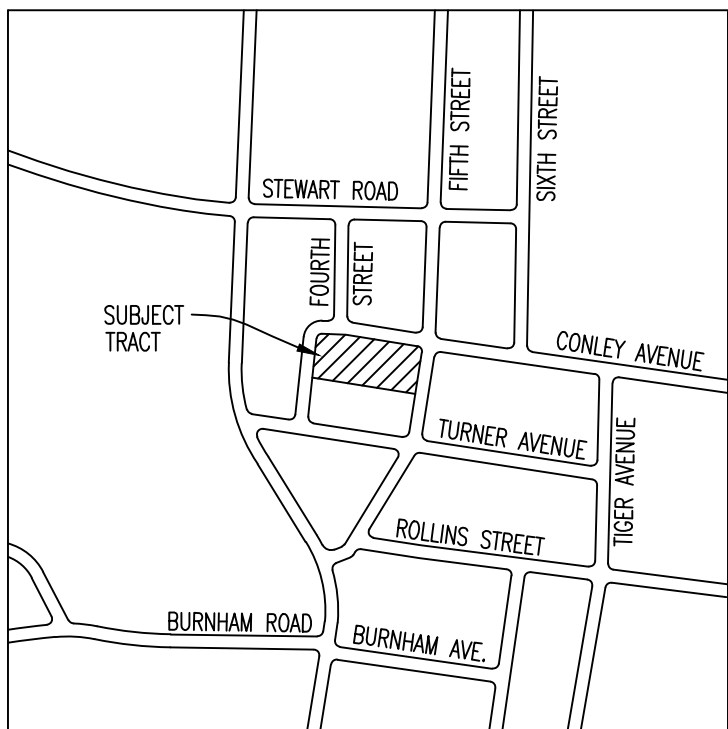 FIFTH STREET
SIXTH STREET
STEWART ROAD
FOURTH
STREET
SUBJECT
TRACT
CONLEY AVENUE
TURNER AVENUE
TIGER AVENUE
ROLLINS STREET
BURNHAM ROAD
BURNHAM AVE.